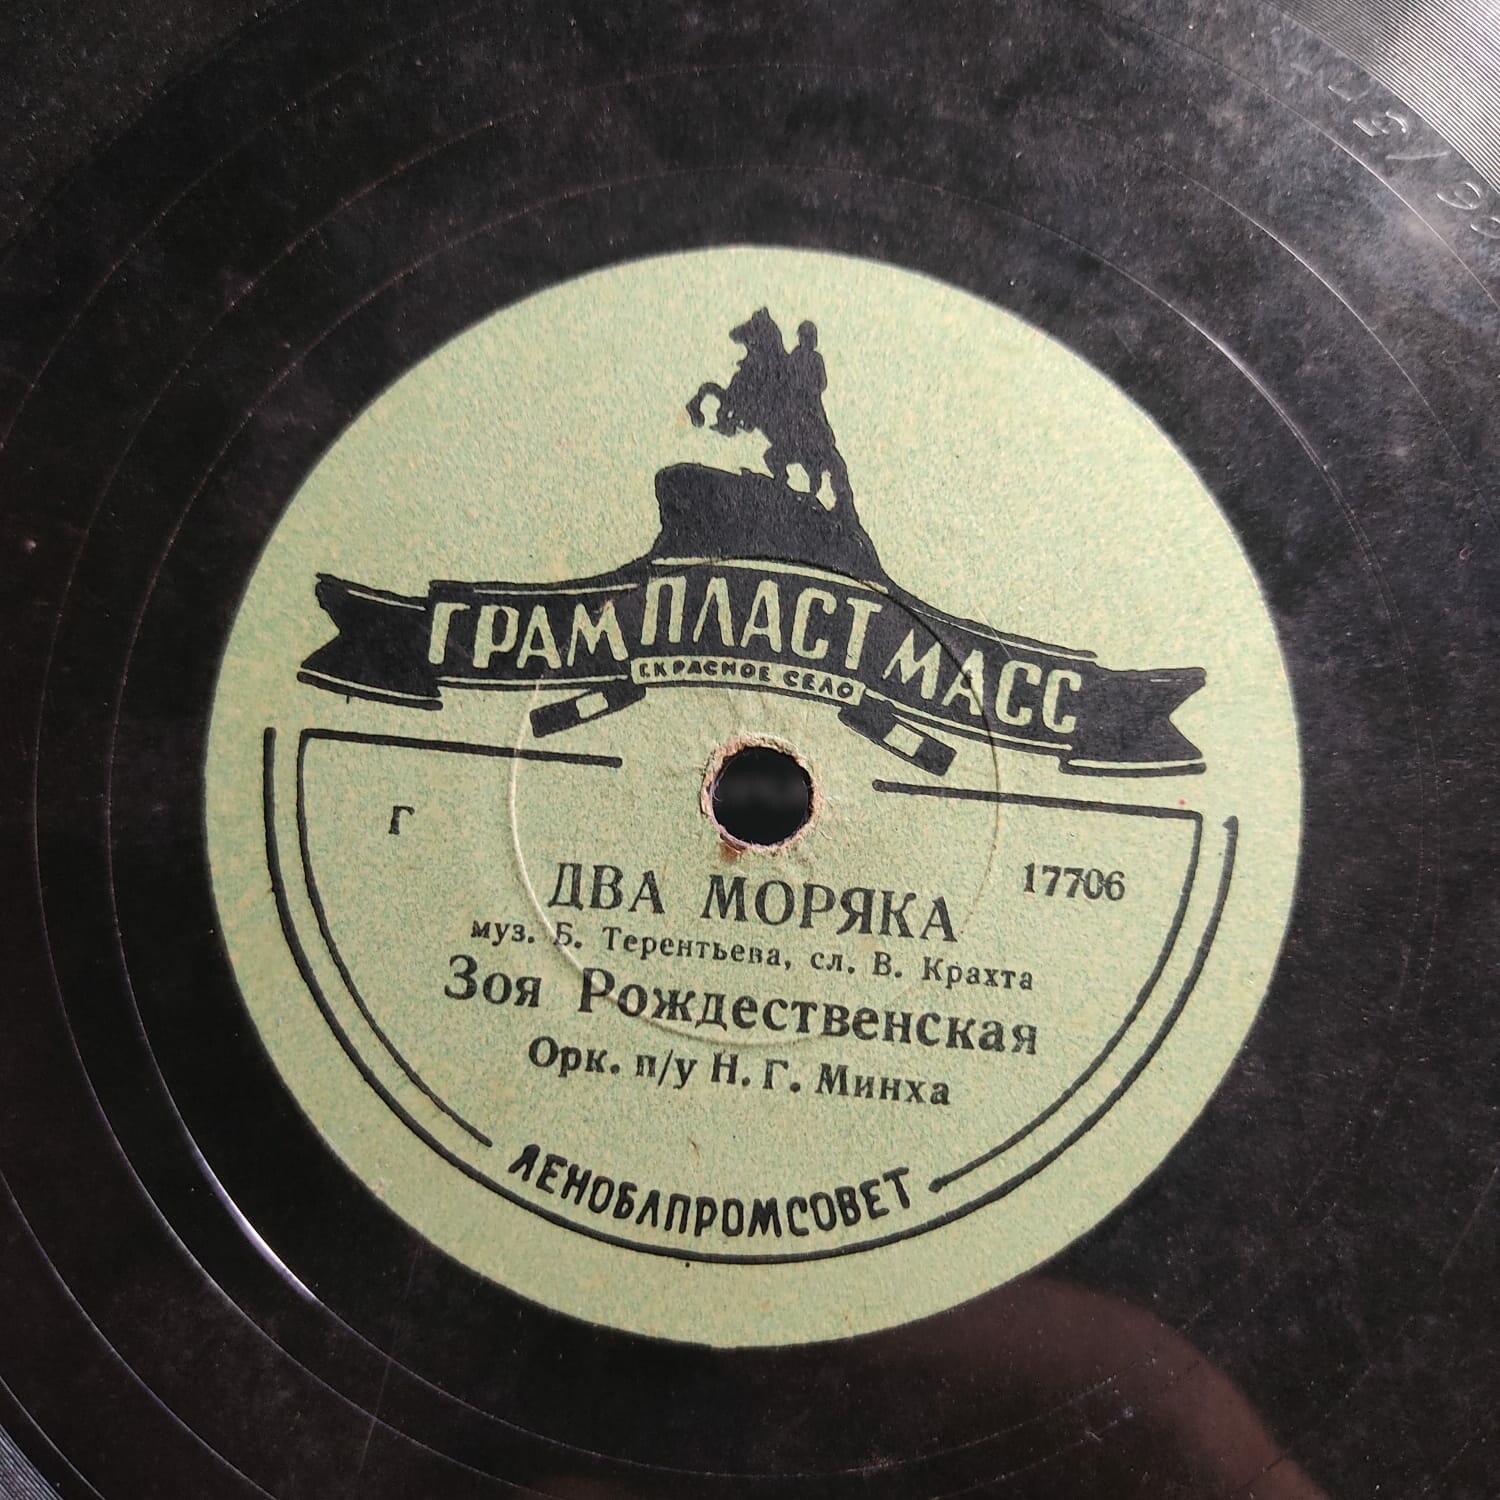 ГРАМПЛАСТМАСС
Г.КРАСНОЕ СЕЛО
Г
17706
ДВА МОРЯКА
муз. Б. Терентьева, сл. В. Крахта
Зоя Рождественская
Орк. п/у Н. Г. Минха
ЛЕНОБЛПРОМСОВЕТ